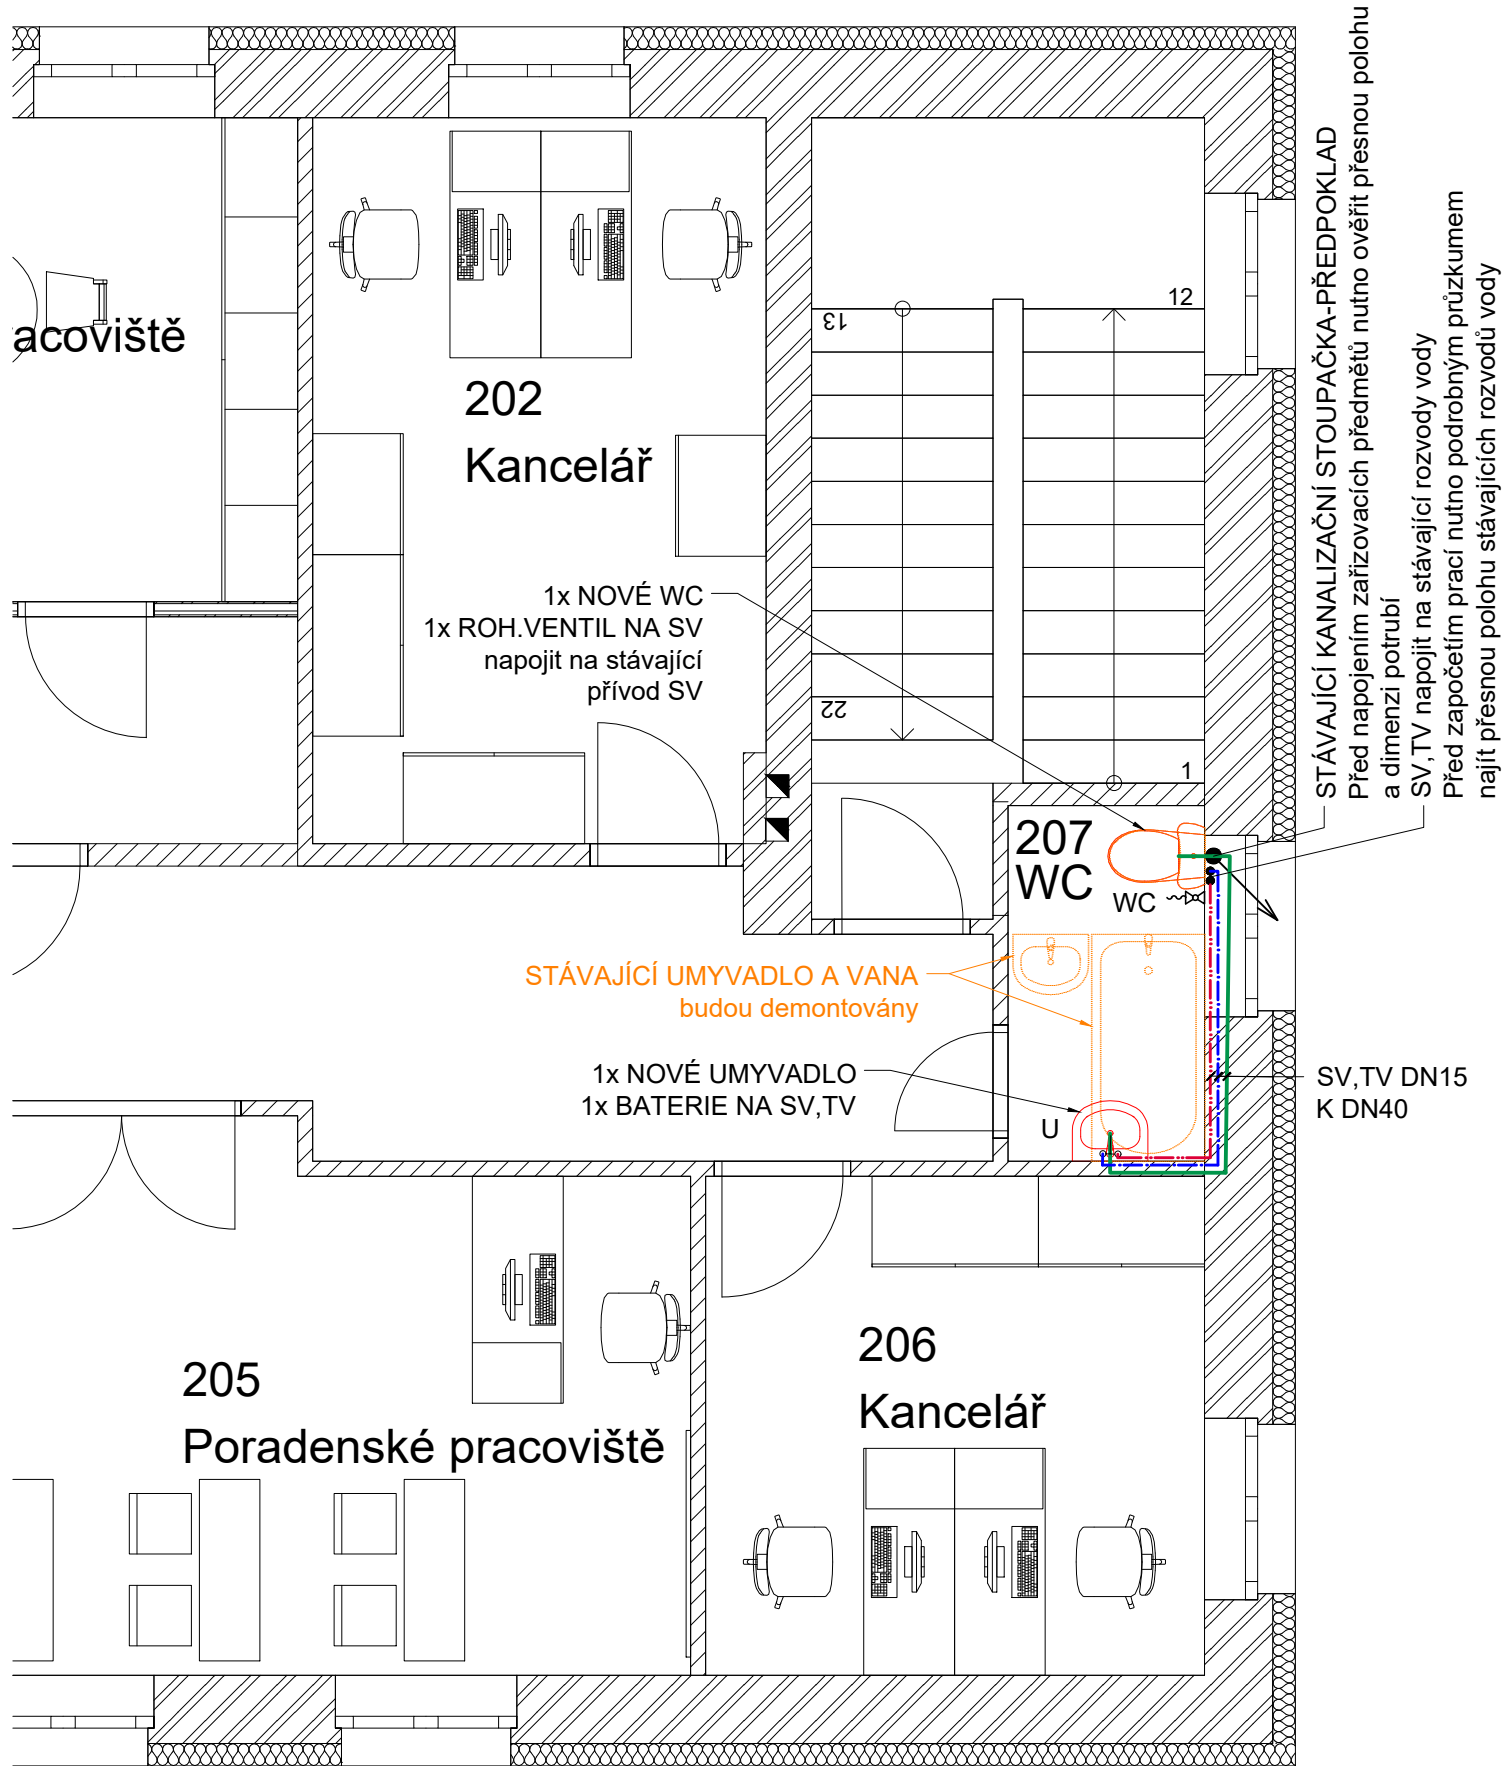 acoviště
202
Kancelář
1x NOVÉ WC
1x ROH.VENTIL NA SV
napojit na stávající
přívod SV
13
12
22
1
207
WC
WC
STÁVAJÍCÍ UMYVADLO A VANA
budou demontovány
1x NOVÉ UMYVADLO
1x BATERIE NA SV,TV
U
SV,TV DN15
K DN40
STÁVAJÍCÍ KANALIZAČNÍ STOUPAČKA-PŘEDPOKLAD
Před napojením zařizovacích předmětů nutno ověřit přesnou polohu
a dimenzi potrubí
SV,TV napojit na stávající rozvody vody
Před započetím prací nutno podrobným průzkumem
najít přesnou polohu stávajících rozvodů vody
205
Poradenské pracoviště
206
Kancelář